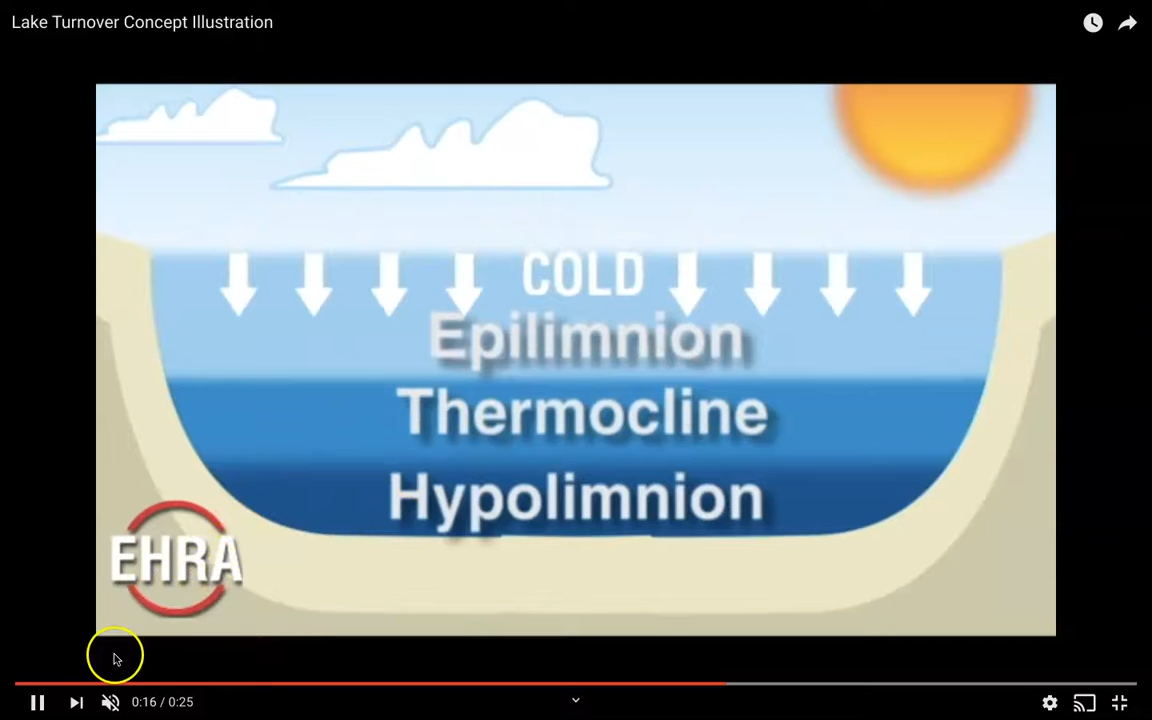 Lake Turnover Concept Illustration
COLD
Epilimnion
Thermocline
Hypolimnion
EHRA
0:16 / 0:25